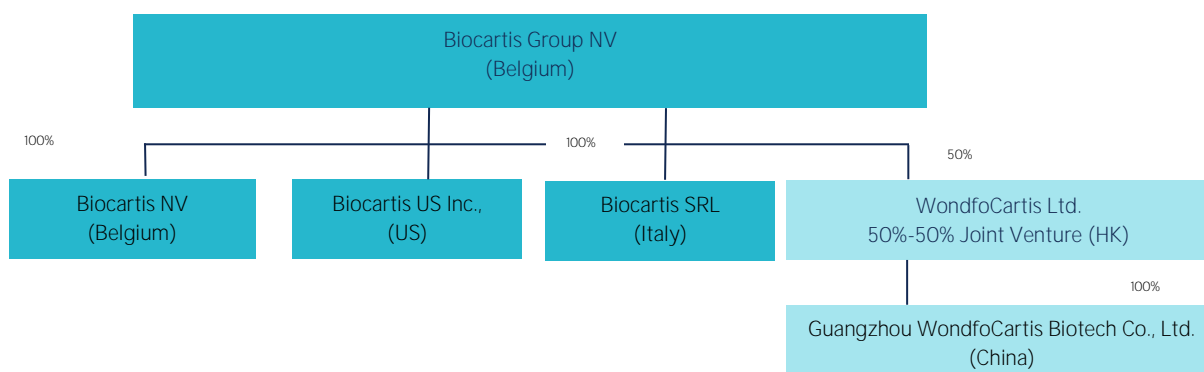 Biocartis Group NV
(Belgium)
100%
100%
50%
Biocartis NV
(Belgium)
Biocartis US Inc.,
(US)
Biocartis SRL
(Italy)
WondfoCartis Ltd.
50%-50% Joint Venture (HK)
100%
Guangzhou WondfoCartis Biotech Co., Ltd.
(China)